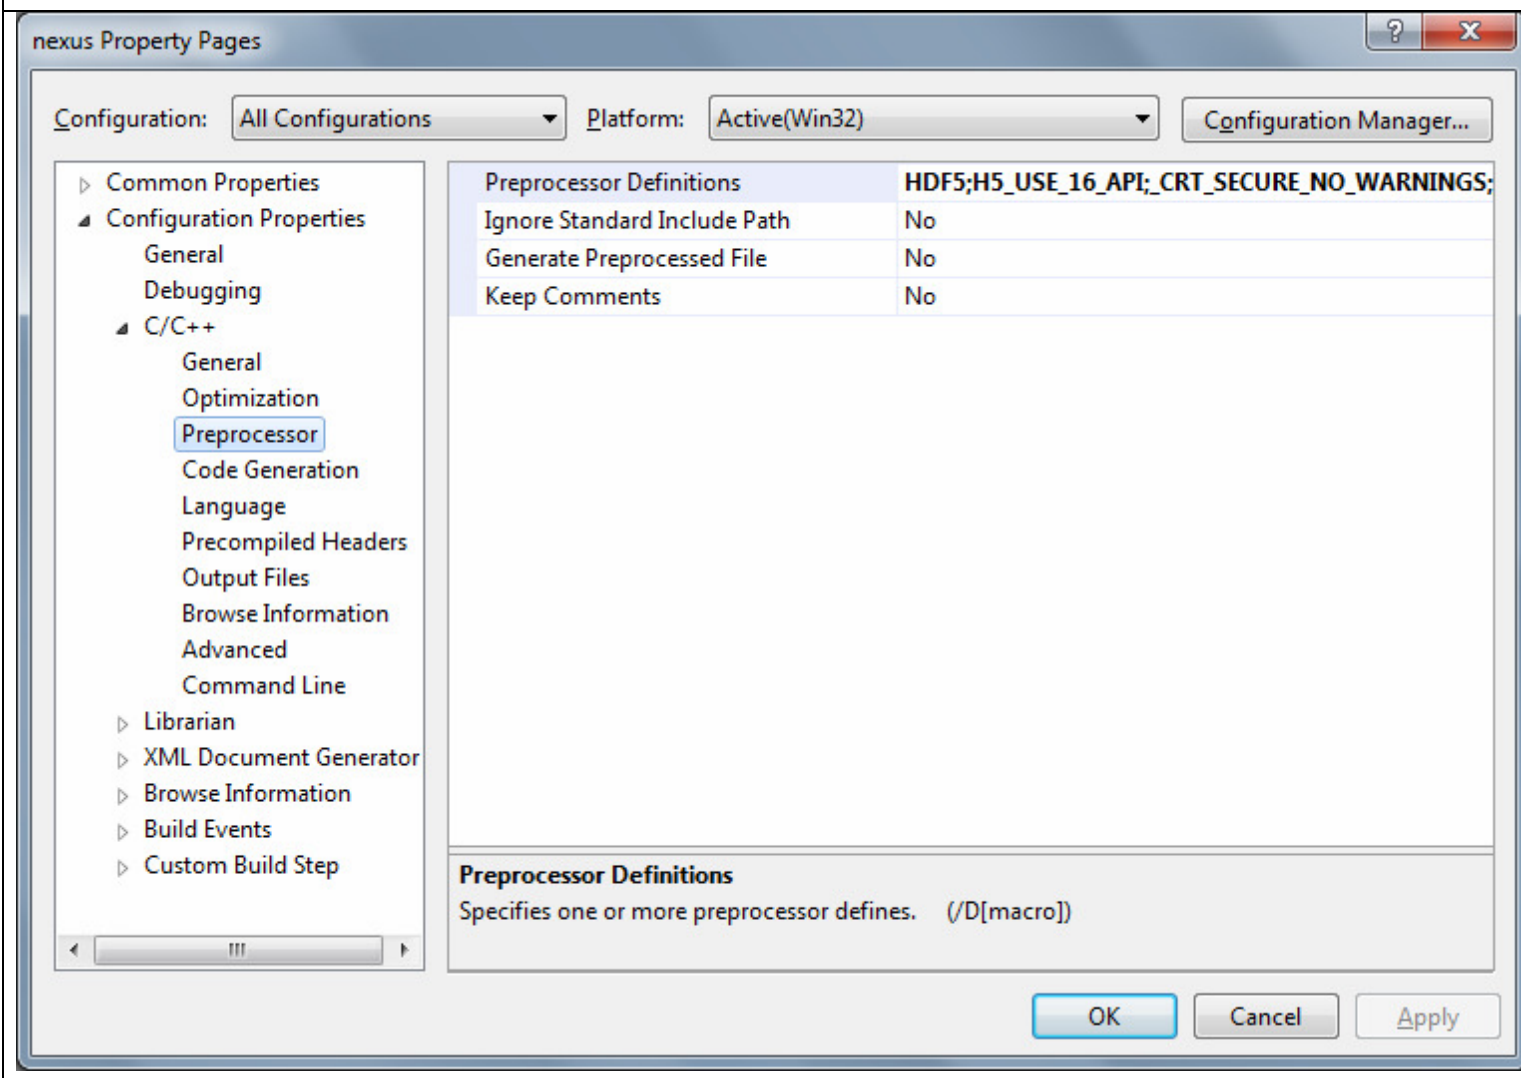 nexus Property Pages
Configuration: All Configurations Platform: Active(Win32) Configuration Manager...
Common Properties
Configuration Properties
General
Debugging
C/C++
General
Optimization
Preprocessor
Code Generation
Language
Precompiled Headers
Output Files
Browse Information
Advanced
Command Line
Librarian
XML Document Generator
Browse Information
Build Events
Custom Build Step
Preprocessor Definitions HDF5;H5_USE_16_API;_CRT_SECURE_NO_WARNINGS;
Ignore Standard Include Path No
Generate Preprocessed File No
Keep Comments No
Preprocessor Definitions
Specifies one or more preprocessor defines. (/D[macro])
OK Cancel Apply